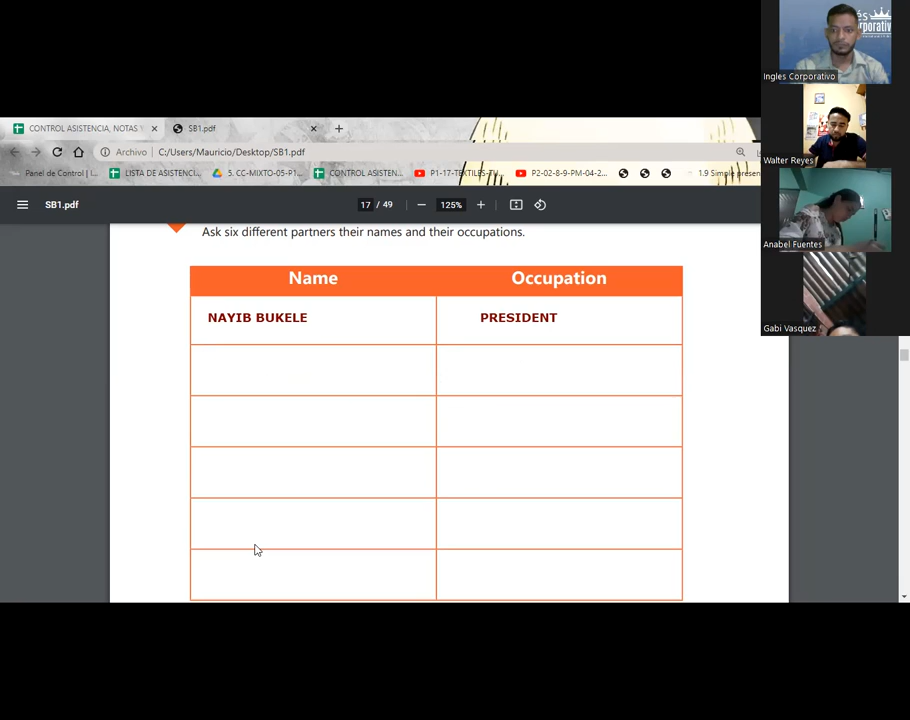 és
rporativ
Ingles Corporativo
CONTROL ASISTENCIA, NOTAS
SB1.pdf
Archivo
C:/Users/Mauricio/Desktop/SB1.pdf
Walter Reyes
Panel de Control | I
LISTA DE ASISTENCI...
5. CC-MIXTO-05-P1...
CONTROL ASISTEN...
P1-17-TEXTILES-TV...
P2-02-8-9-PM-04-2...
1.9 Simple presen
SB1.pdf
17 / 49
125%
Ask six different partners their names and their occupations.
Anabel Fuentes
Name Occupation
NAYIB BUKELE PRESIDENT
Gabi Vasquez